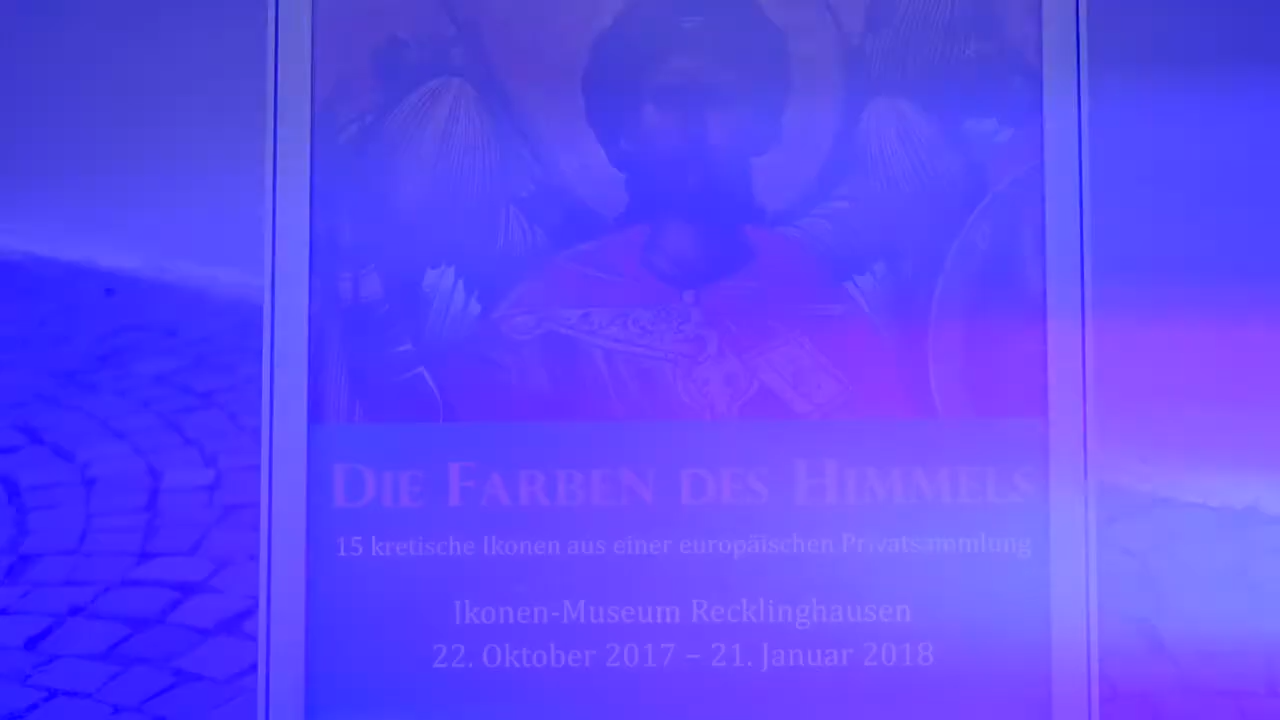 DIE FARBEN DES HIMMELS
15 kretische Ikonen aus einer europäischen Privatsammlung
Ikonen-Museum Recklinghausen
22. Oktober 2017 – 21. Januar 2018